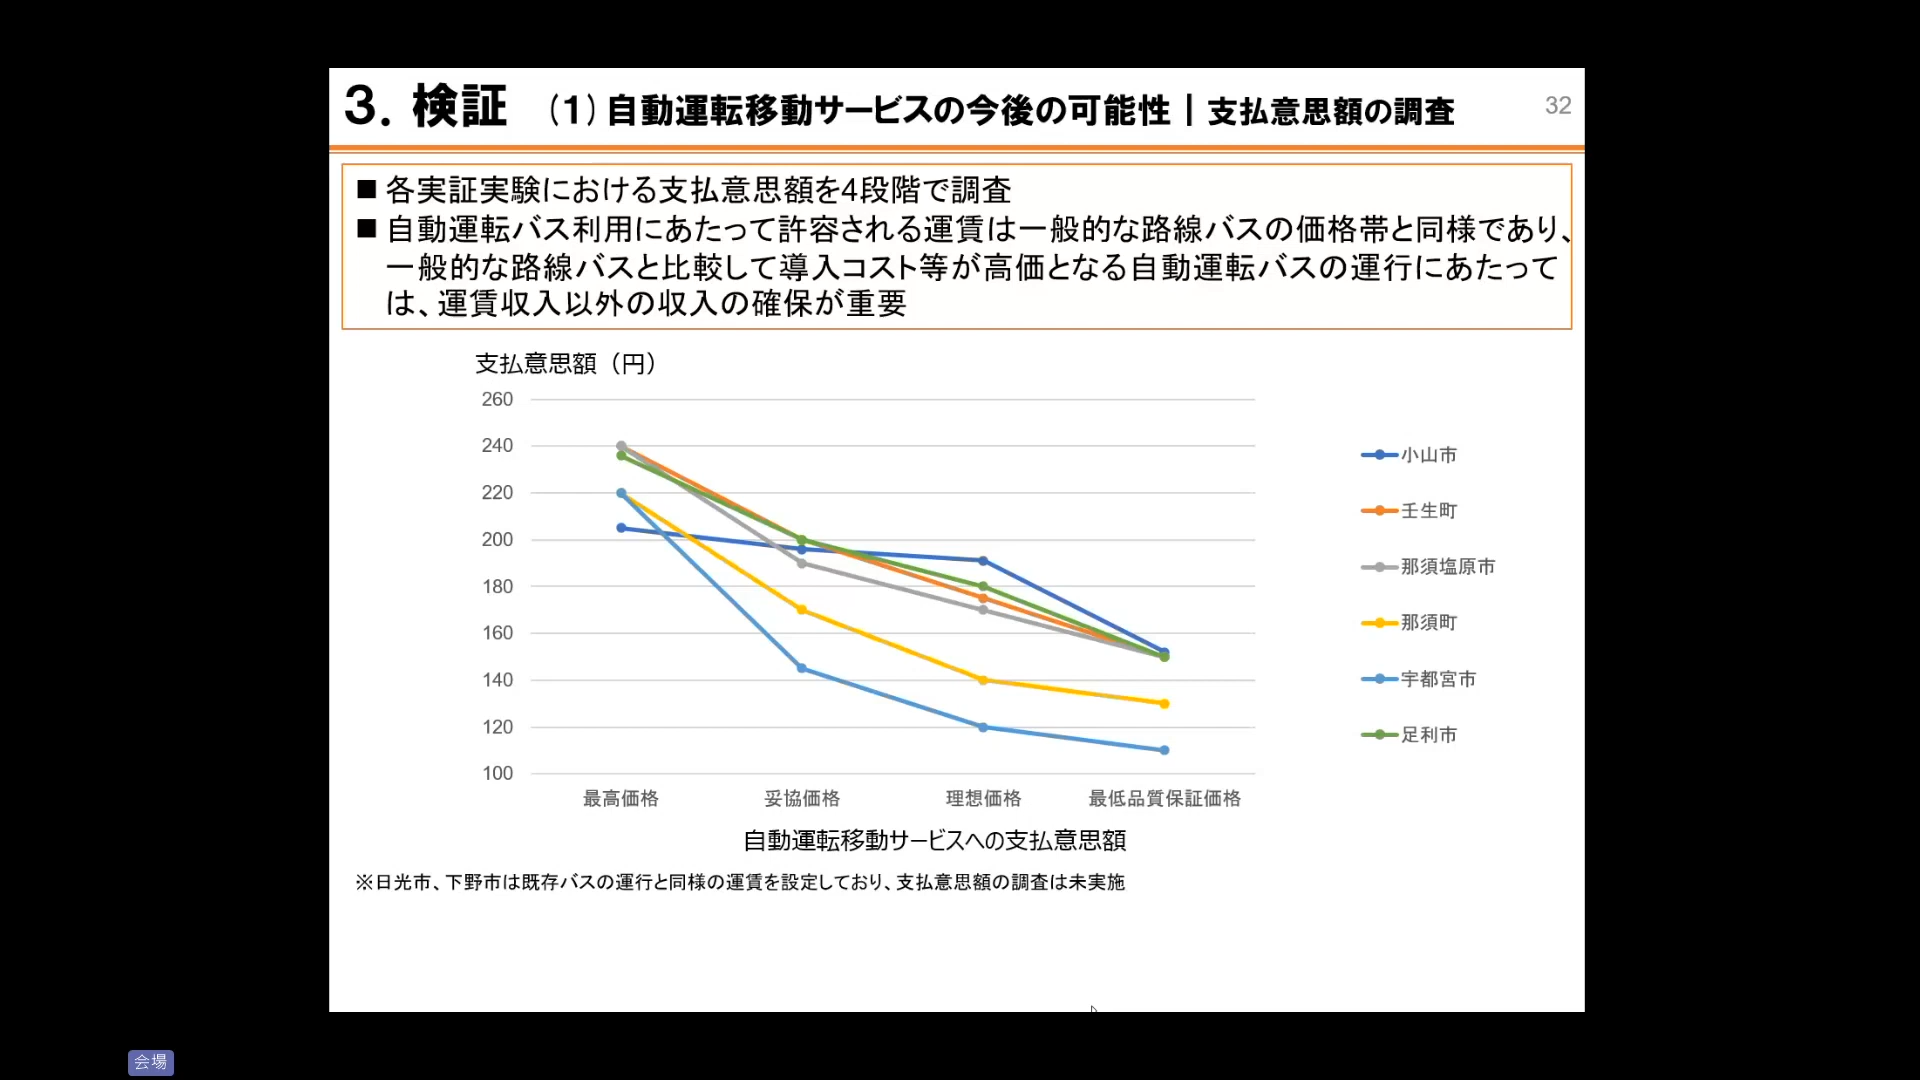 3. 検証 (1)自動運転移動サービスの今後の可能性 | 支払意思額の調査
32
■ 各実証実験における支払意思額を4段階で調査
■ 自動運転バス利用にあたって許容される運賃は一般的な路線バスの価格帯と同様であり、
一般的な路線バスと比較して導入コスト等が高価となる自動運転バスの運行にあたって
は、運賃収入以外の収入の確保が重要
支払意思額（円）
260
240
220
200
180
160
140
120
100
最高価格 妥協価格 理想価格 最低品質保証価格
小山市
壬生町
那須塩原市
那須町
宇都宮市
足利市
自動運転移動サービスへの支払意思額
※日光市、下野市は既存バスの運行と同様の運賃を設定しており、支払意思額の調査は未実施
会場